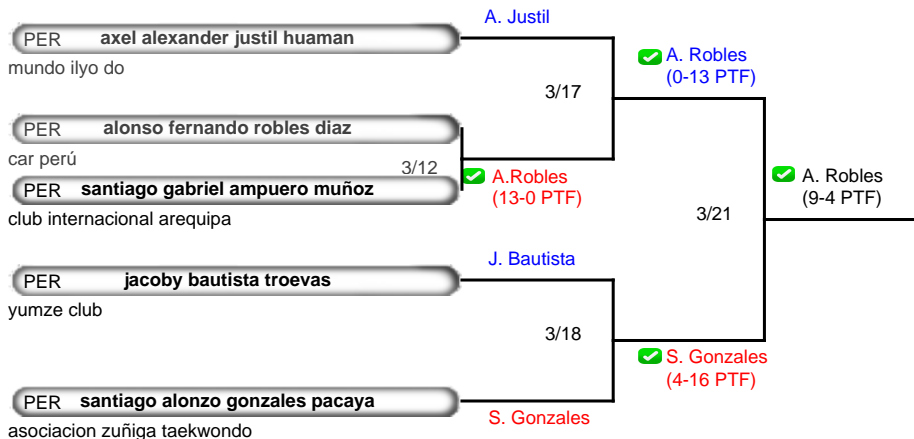 A. Justil
PER axel alexander justil huaman
mundo ilyo do
A. Robles
(0-13 PTF)
3/17
PER alonso fernando robles diaz
car perú
3/12
A.Robles
(13-0 PTF)
PER santiago gabriel ampuero muñoz
club internacional arequipa
A. Robles
(9-4 PTF)
3/21
J. Bautista
PER jacoby bautista troevas
yumze club
3/18
S. Gonzales
(4-16 PTF)
PER santiago alonzo gonzales pacaya
S. Gonzales
asociacion zuñiga taekwondo